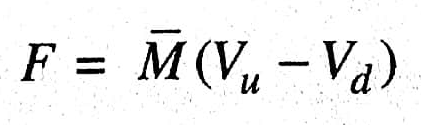 F = M̅(V_u − V_d)